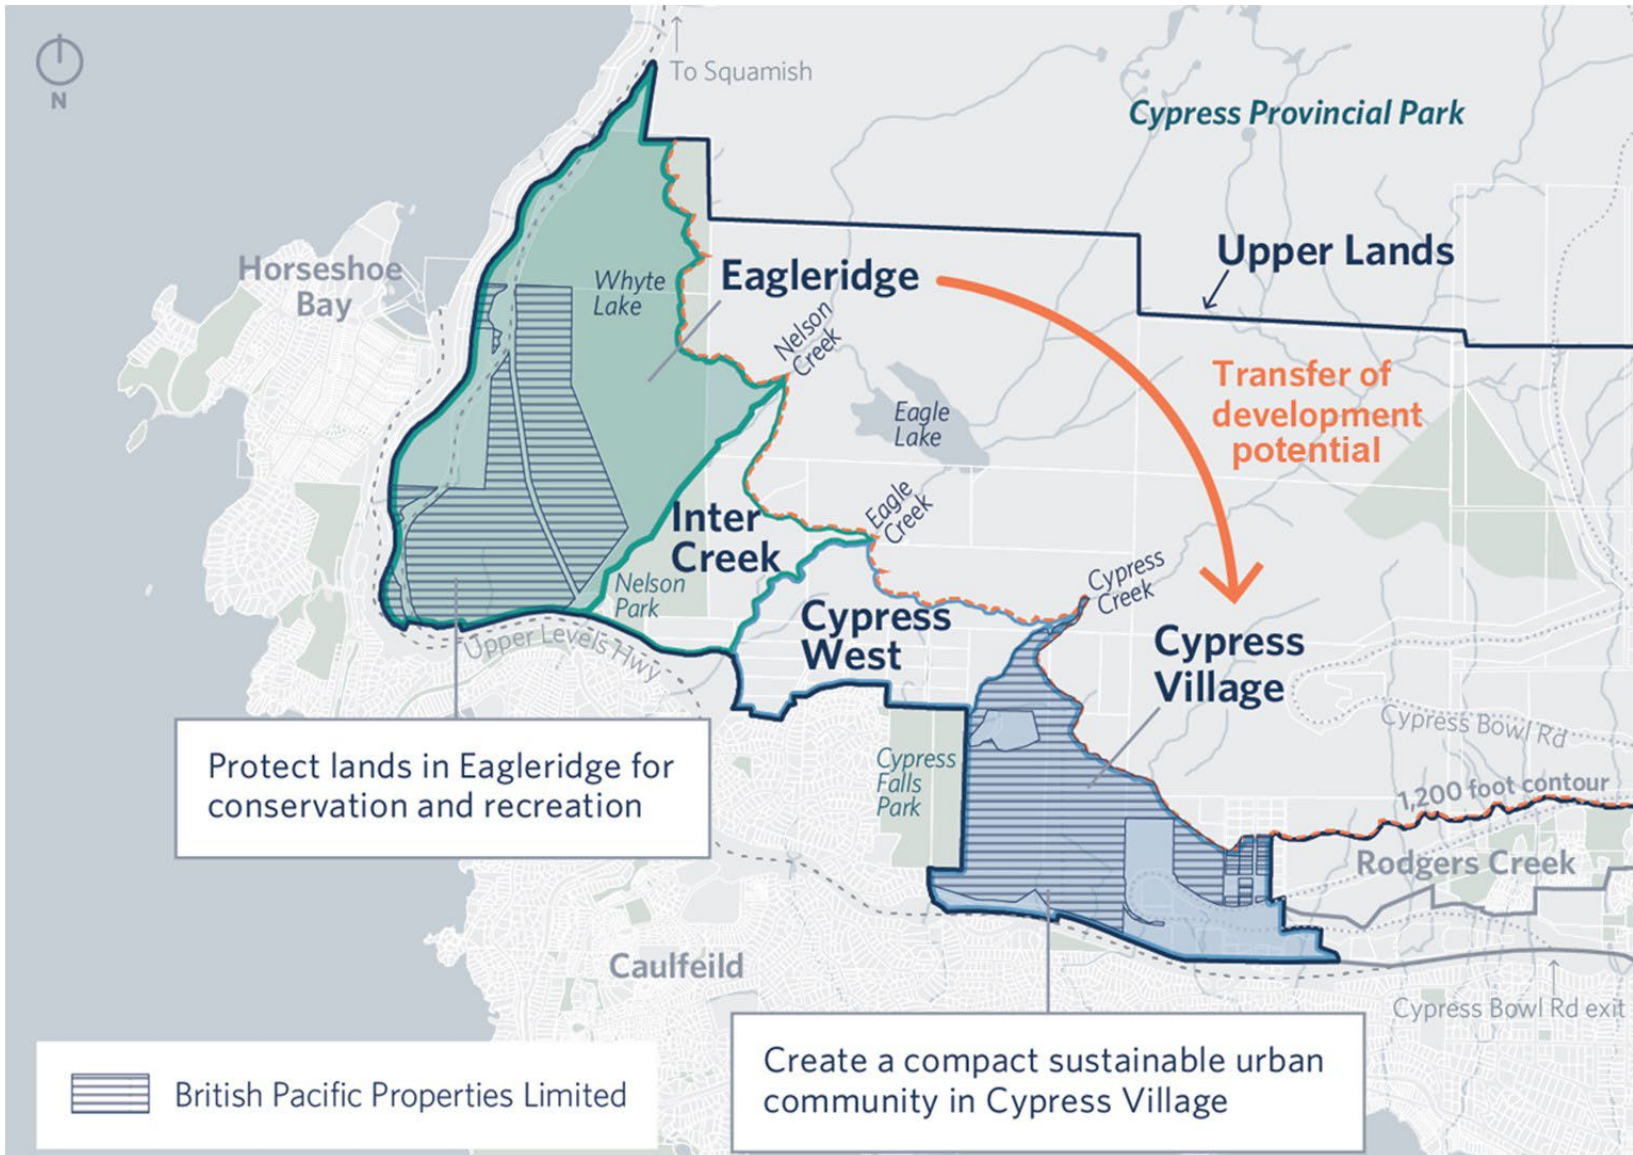 N
To Squamish
Cypress Provincial Park
Horseshoe
Bay
Whyte
Lake
Eagleridge
Upper Lands
Nelson
Creek
Transfer of
development
potential
Eagle
Lake
Eagle
Creek
Inter
Creek
Nelson
Park
Cypress
Creek
Cypress
West
Cypress
Village
Upper Levels Hwy
Cypress Bowl Rd
Protect lands in Eagleridge for
conservation and recreation
Cypress
Falls
Park
1,200 foot contour
Rodgers Creek
Caulfeild
Cypress Bowl Rd exit
Create a compact sustainable urban
community in Cypress Village
British Pacific Properties Limited